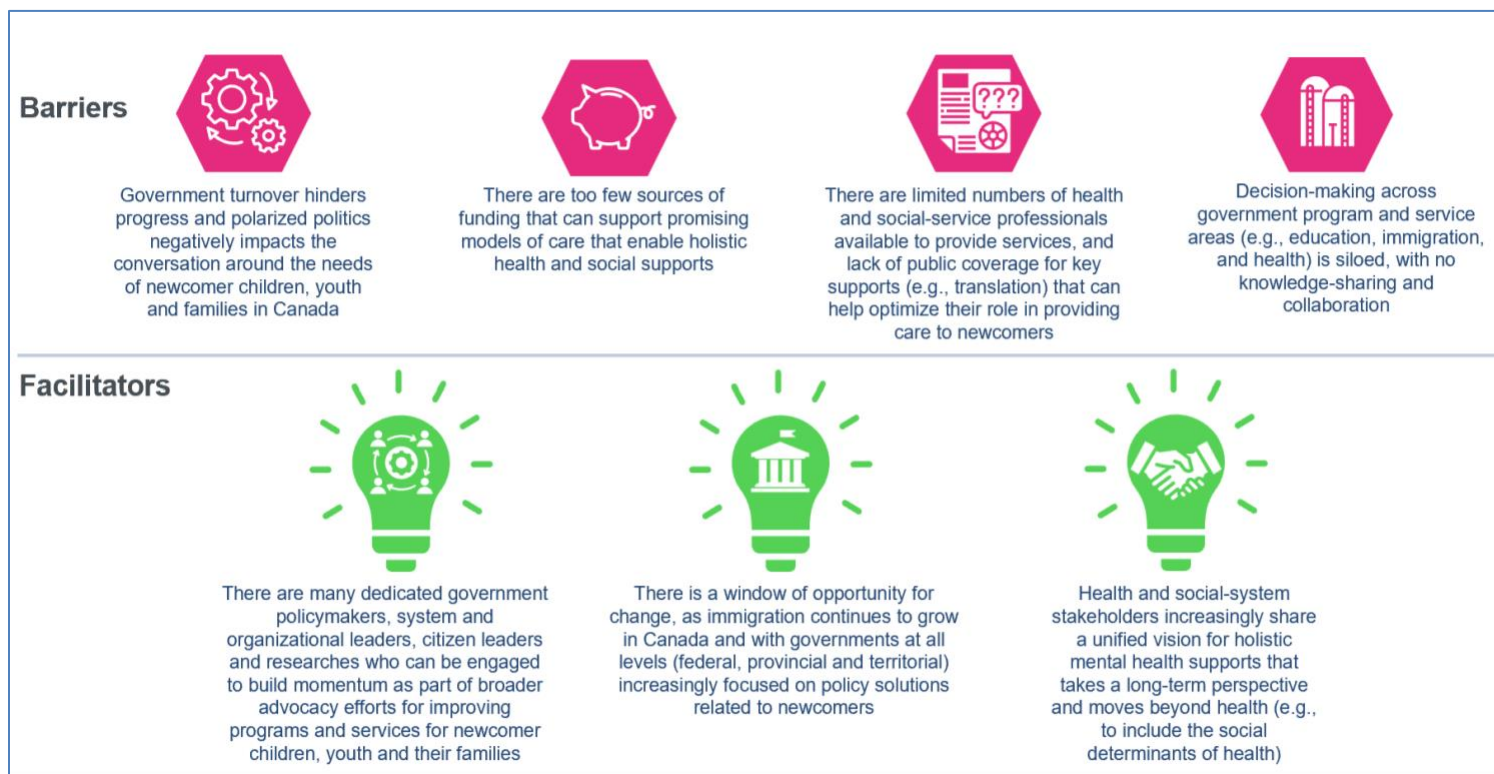 Barriers
???
Government turnover hinders
progress and polarized politics
negatively impacts the
conversation around the needs
of newcomer children, youth
and families in Canada
There are too few sources of
funding that can support promising
models of care that enable holistic
health and social supports
There are limited numbers of health
and social-service professionals
available to provide services, and
lack of public coverage for key
supports (e.g., translation) that can
help optimize their role in providing
care to newcomers
Decision-making across
government program and service
areas (e.g., education, immigration,
and health) is siloed, with no
knowledge-sharing and
collaboration
Facilitators
There are many dedicated government
policymakers, system and
organizational leaders, citizen leaders
and researches who can be engaged
to build momentum as part of broader
advocacy efforts for improving
programs and services for newcomer
children, youth and their families
There is a window of opportunity for
change, as immigration continues to grow
in Canada and with governments at all
levels (federal, provincial and territorial)
increasingly focused on policy solutions
related to newcomers
Health and social-system
stakeholders increasingly share
a unified vision for holistic
mental health supports that
takes a long-term perspective
and moves beyond health (e.g.,
to include the social
determinants of health)